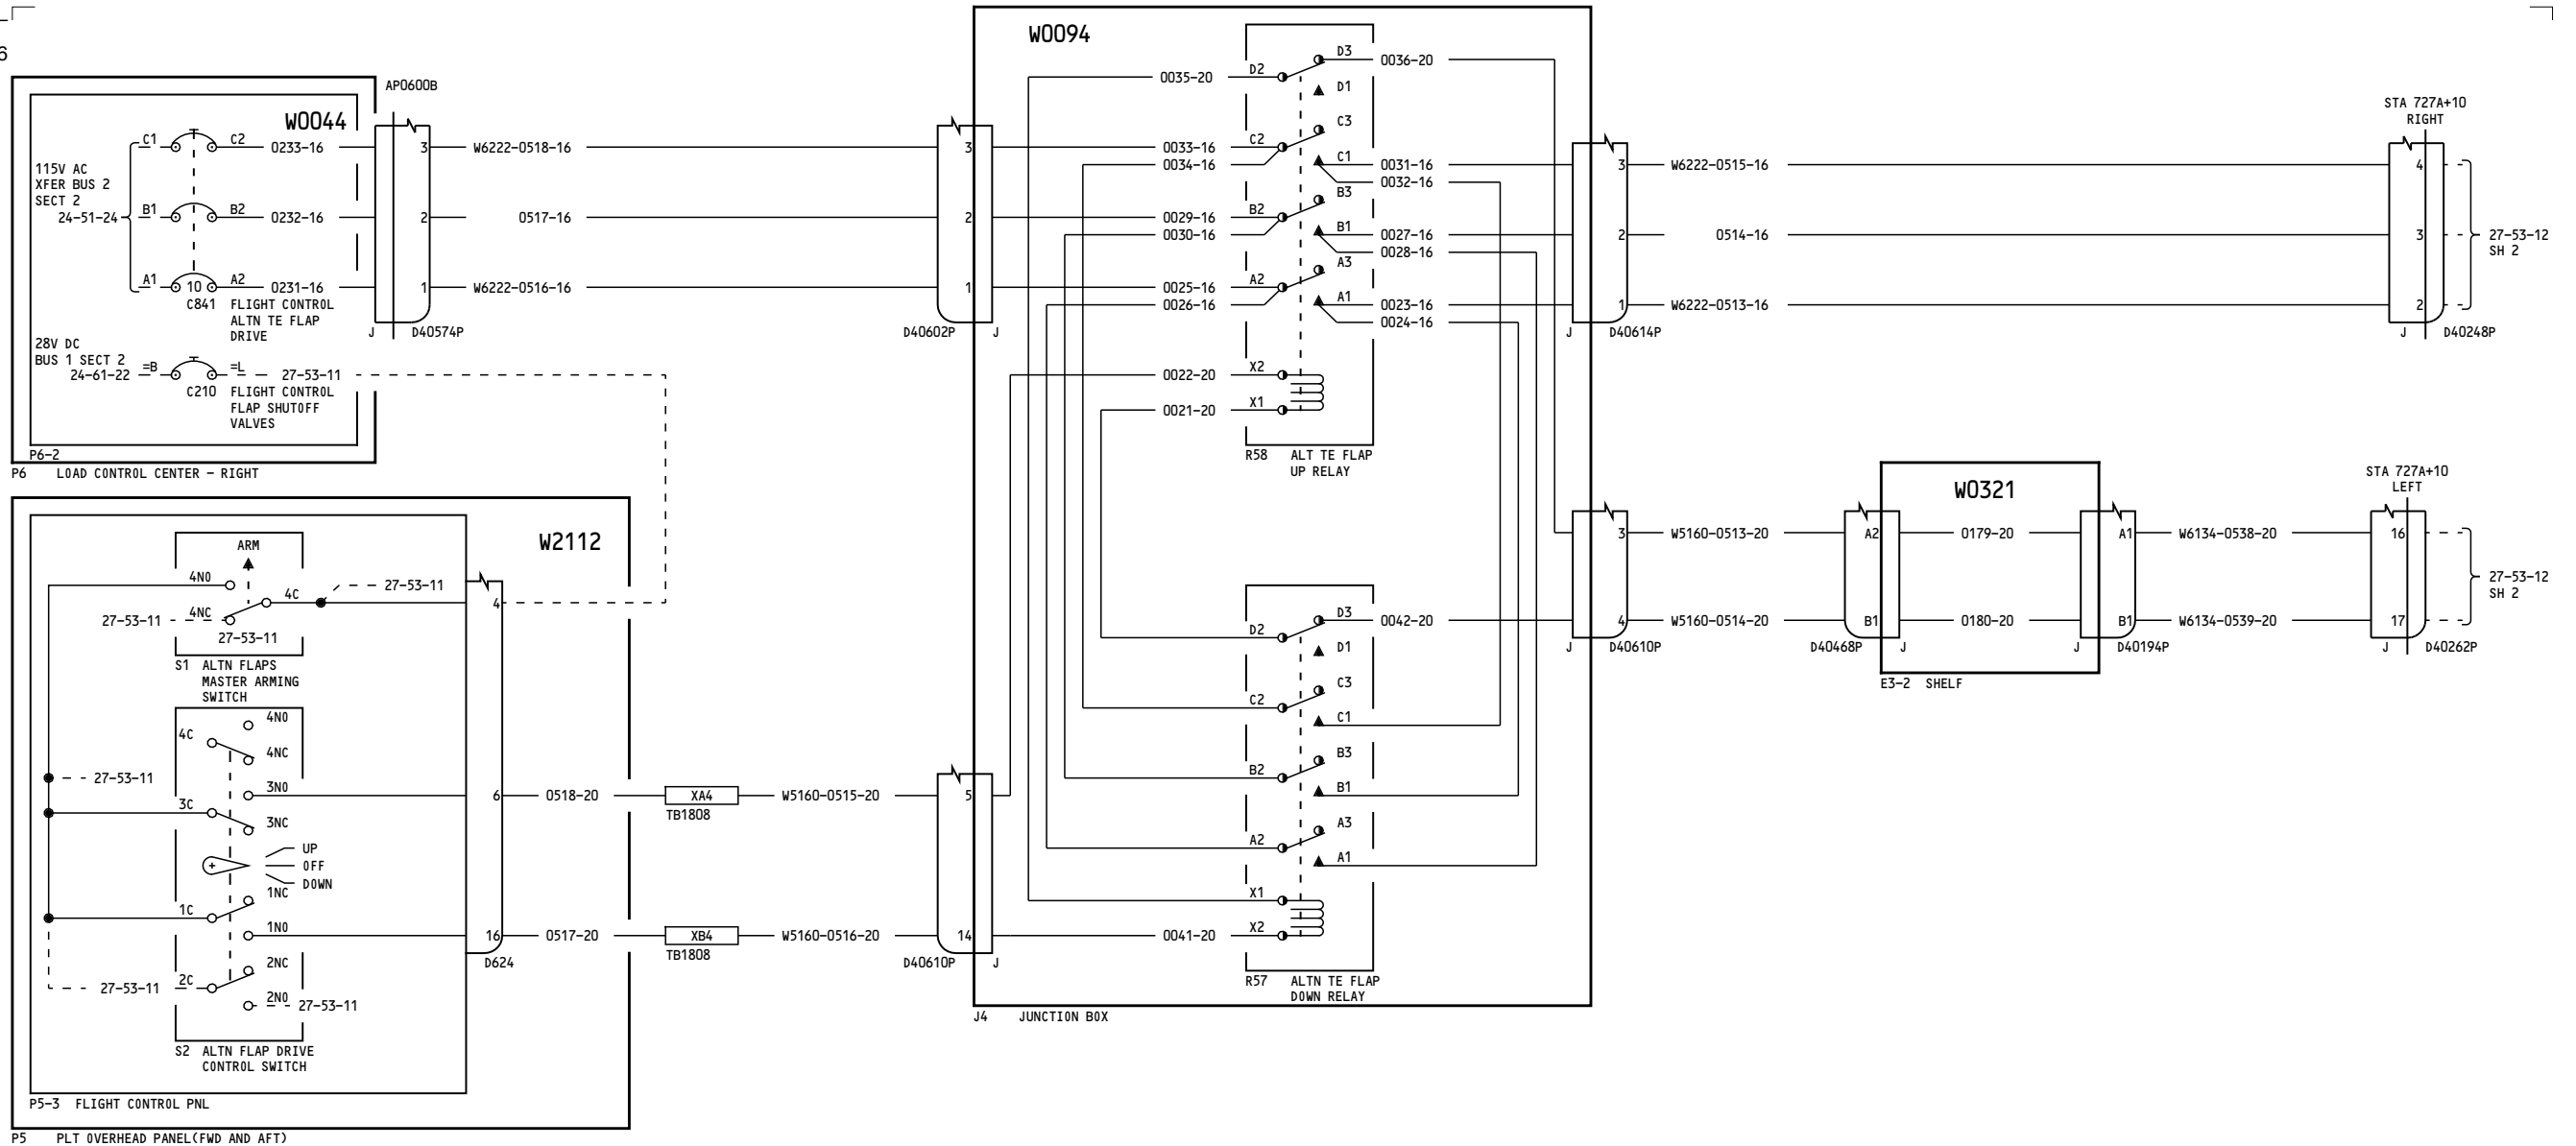 6
W0044
AP0600B
115V AC
XFER BUS 2
SECT 2
24-51-24
C1
C2
0233-16
B1
B2
0232-16
A1
10
A2
0231-16
C841
FLIGHT CONTROL
ALTN TE FLAP
DRIVE
28V DC
BUS 1 SECT 2
24-61-22
=B
=L
27-53-11
C210
FLIGHT CONTROL
FLAP SHUTOFF
VALVES
P6-2
P6 LOAD CONTROL CENTER - RIGHT
3
2
1
J
D40574P
W6222-0518-16
0517-16
W6222-0516-16
3
2
1
D40602P
J
W2112
ARM
4NO
4C
27-53-11
27-53-11
4NC
27-53-11
S1 ALTN FLAPS
MASTER ARMING
SWITCH
4NO
4C
4NC
27-53-11
3NO
3C
3NC
UP
OFF
DOWN
1NC
1C
1NO
2NC
27-53-11
2C
2NO
27-53-11
S2 ALTN FLAP DRIVE
CONTROL SWITCH
P5-3 FLIGHT CONTROL PNL
P5 PLT OVERHEAD PANEL(FWD AND AFT)
4
6
16
D624
0518-20
XA4
TB1808
W5160-0515-20
0517-20
XB4
TB1808
W5160-0516-20
5
14
D40610P
J
W0094
0035-20
D2
D3
0036-20
D1
0033-16
C2
C3
0034-16
C1
0031-16
0032-16
0029-16
B2
B3
0030-16
B1
0027-16
0028-16
0025-16
A2
A3
0026-16
A1
0023-16
0024-16
0022-20
X2
0021-20
X1
R58 ALT TE FLAP
UP RELAY
D2
D3
0042-20
D1
C2
C3
C1
B2
B3
B1
A2
A3
A1
X1
0041-20
X2
R57 ALTN TE FLAP
DOWN RELAY
J4 JUNCTION BOX
3
2
1
J
D40614P
W6222-0515-16
0514-16
W6222-0513-16
STA 727A+10
RIGHT
4
3
2
J
D40248P
27-53-12
SH 2
3
4
J
D40610P
W5160-0513-20
W5160-0514-20
A2
B1
D40468P
J
W0321
0179-20
0180-20
E3-2 SHELF
A1
B1
J
D40194P
W6134-0538-20
W6134-0539-20
STA 727A+10
LEFT
16
17
J
D40262P
27-53-12
SH 2